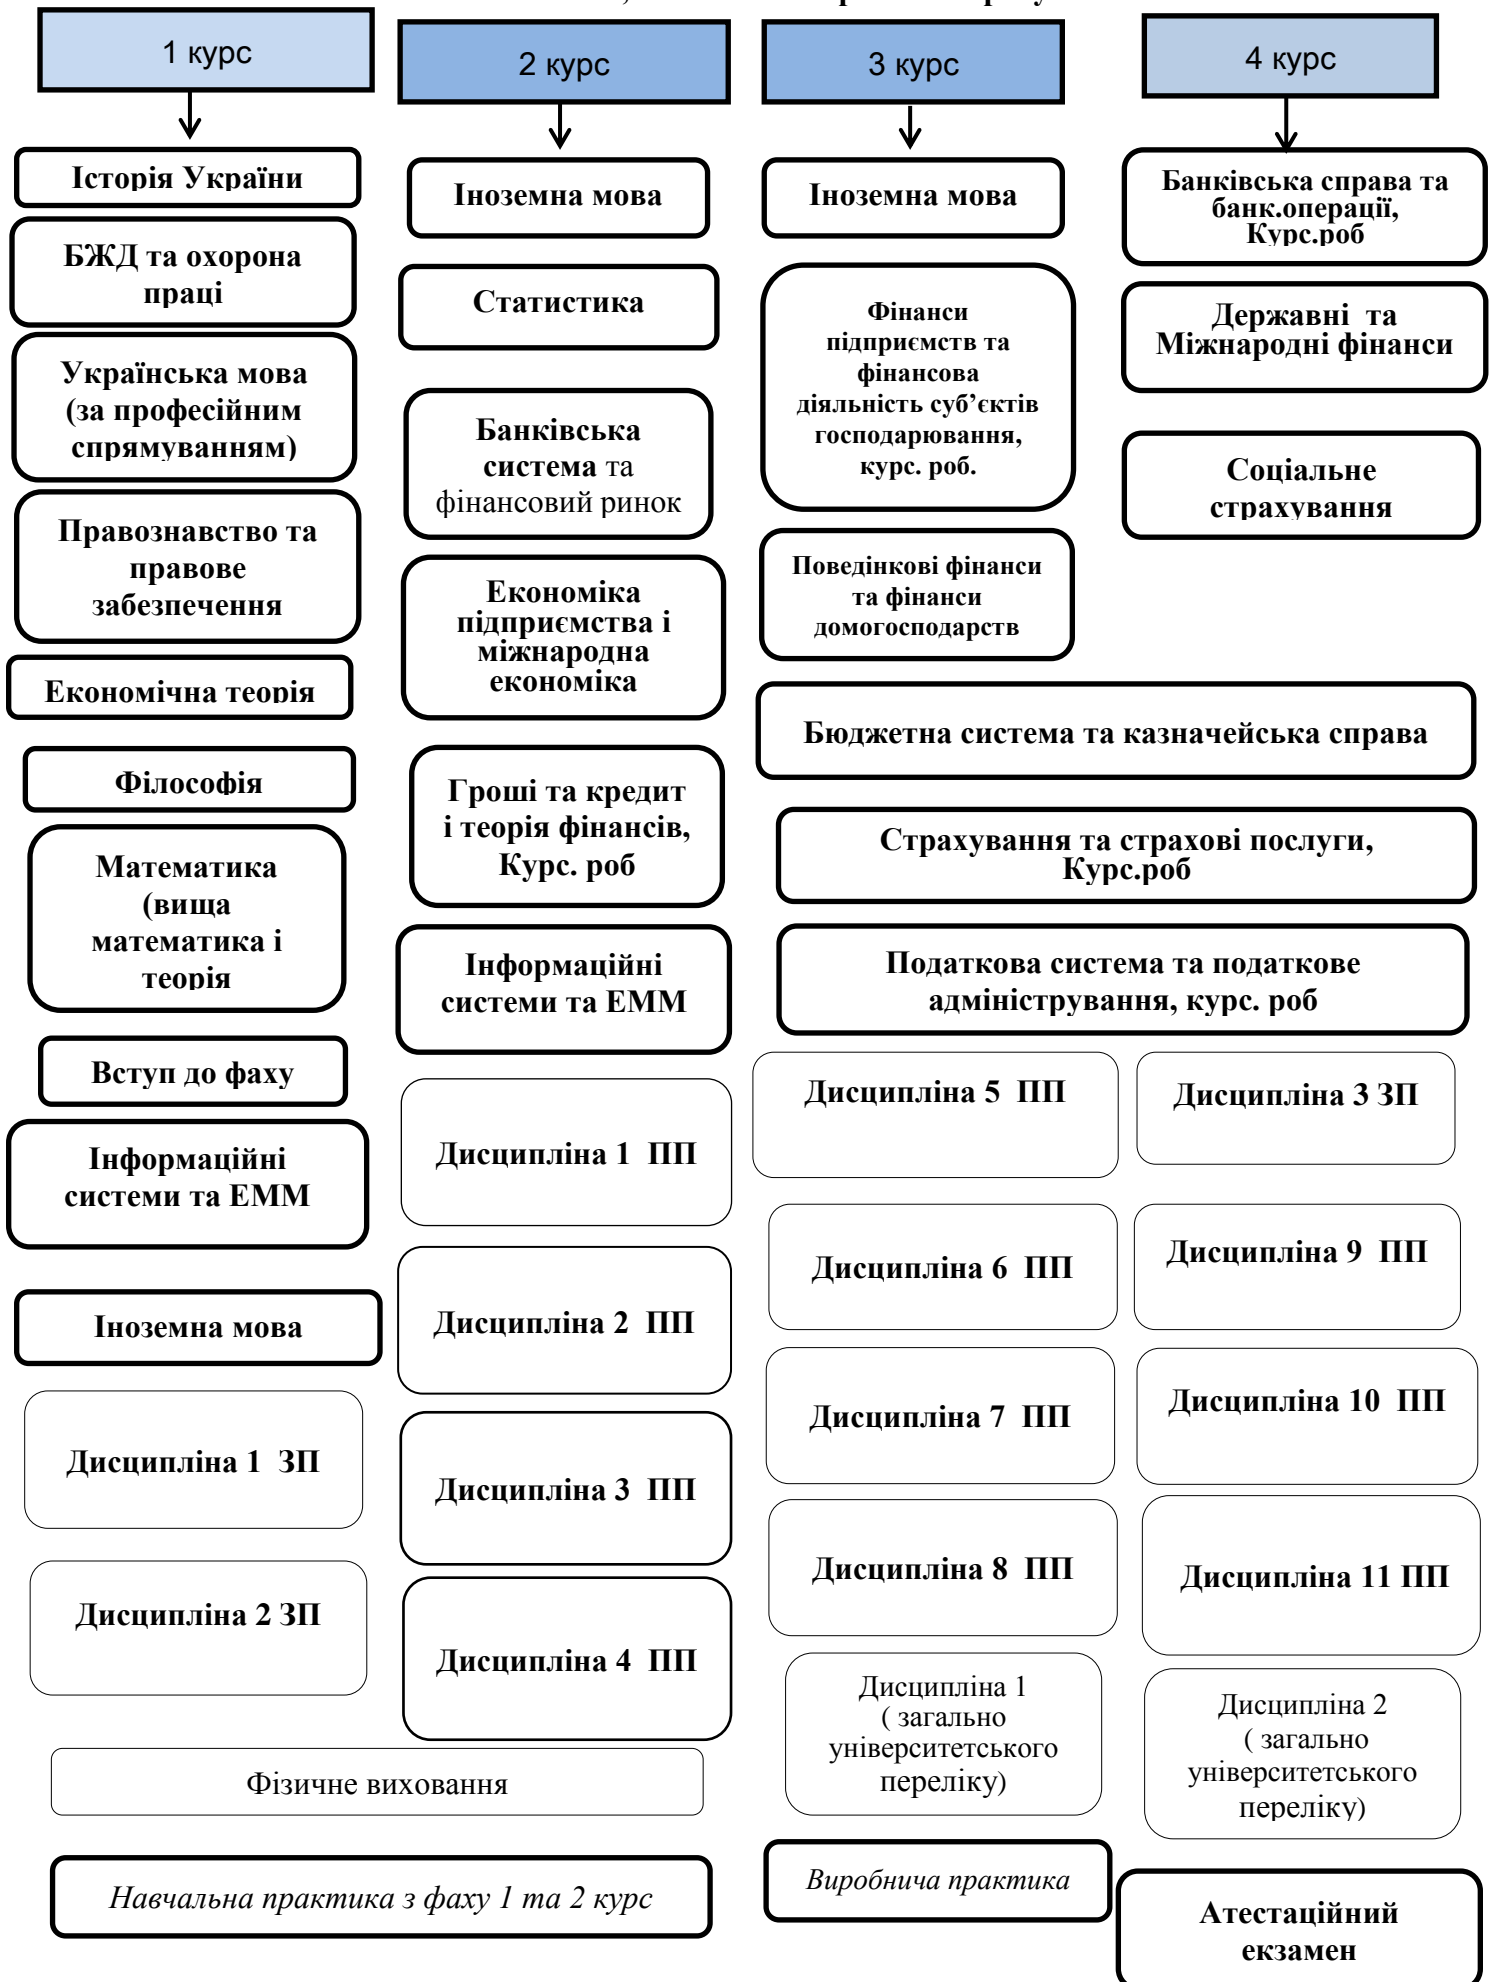 1 курс
Історія України
БЖД та охорона
праці
Українська мова
(за професійним
спрямуванням)
Правознавство та
правове
забезпечення
Економічна теорія
Філософія
Математика
(вища
математика і
теорія
Вступ до фаху
Інформаційні
системи та ЕММ
Іноземна мова
Дисципліна 1 ЗП
Дисципліна 2 ЗП
2 курс
Іноземна мова
Статистика
Банківська
система та
фінансовий ринок
Економіка
підприємства і
міжнародна
економіка
Гроші та кредит
і теорія фінансів,
Курс. роб
Інформаційні
системи та ЕММ
Дисципліна 1 ПП
Дисципліна 2 ПП
Дисципліна 3 ПП
Дисципліна 4 ПП
Фізичне виховання
Навчальна практика з фаху 1 та 2 курс
3 курс
Іноземна мова
Фінанси
підприємств та
фінансова
діяльність суб’єктів
господарювання,
курс. роб.
Поведінкові фінанси
та фінанси
домогосподарств
4 курс
Банківська справа та
банк.операції,
Курс.роб
Державні та
Міжнародні фінанси
Соціальне
страхування
Бюджетна система та казначейська справа
Страхування та страхові послуги,
Курс.роб
Податкова система та податкове
адміністрування, курс. роб
Дисципліна 5 ПП
Дисципліна 6 ПП
Дисципліна 7 ПП
Дисципліна 8 ПП
Дисципліна 1
( загально
університетського
переліку)
Виробнича практика
Дисципліна 3 ЗП
Дисципліна 9 ПП
Дисципліна 10 ПП
Дисципліна 11 ПП
Дисципліна 2
( загально
університетського
переліку)
Атестаційний
екзамен